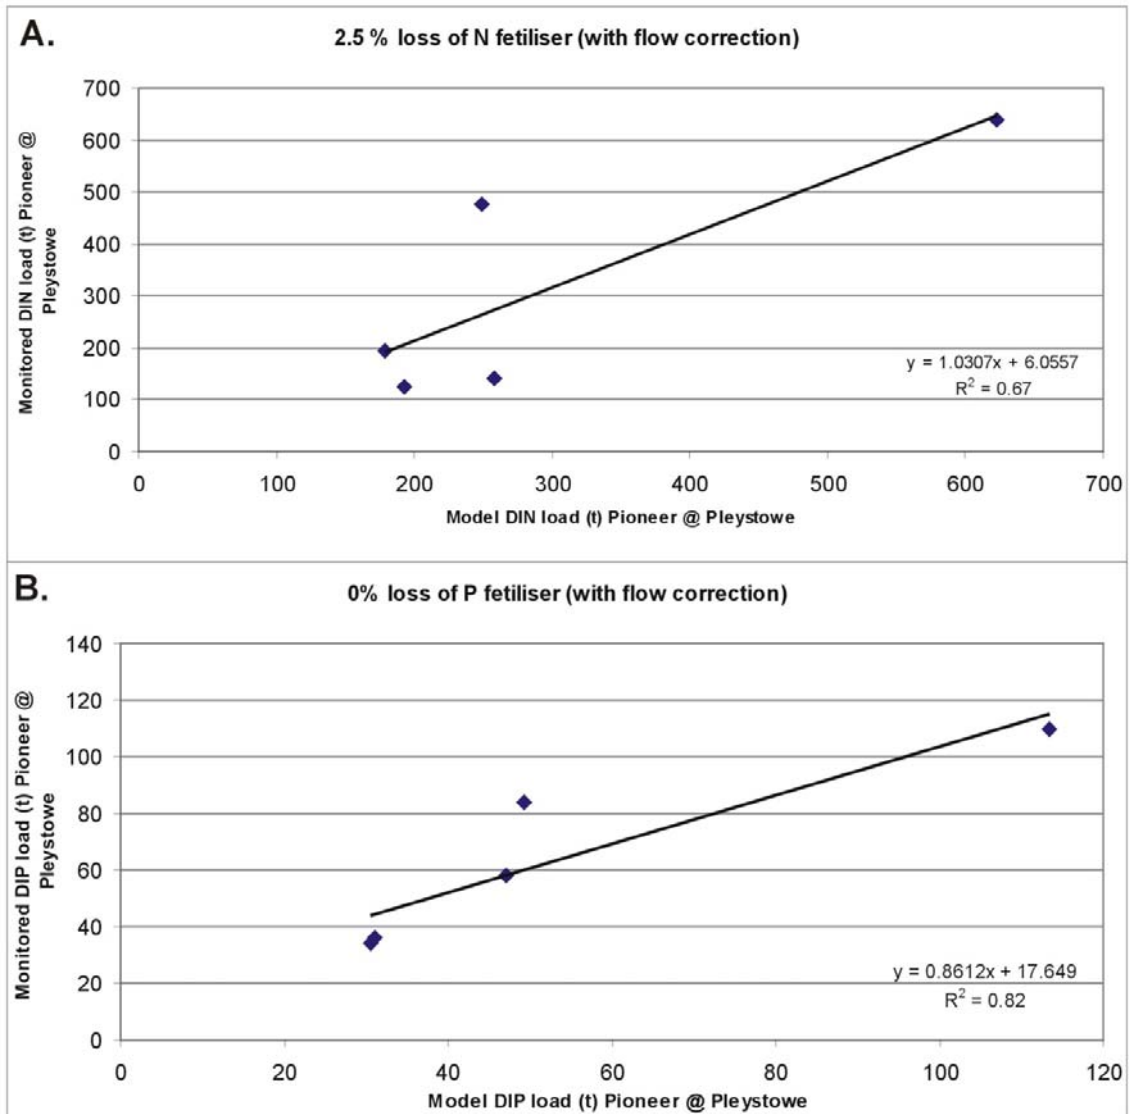 A.
2.5 % loss of N fetiliser (with flow correction)
700
600
500
400
300
200
100
0
Monitored DIN load (t) Pioneer @
Pleystowe
y = 1.0307x + 6.0557
R² = 0.67
0 100 200 300 400 500 600 700
Model DIN load (t) Pioneer @ Pleystowe
B.
0% loss of P fetiliser (with flow correction)
140
120
100
80
60
40
20
0
Monitored DIP load (t) Pioneer @
Pleystowe
y = 0.8612x + 17.649
R² = 0.82
0 20 40 60 80 100 120
Model DIP load (t) Pioneer @ Pleystowe